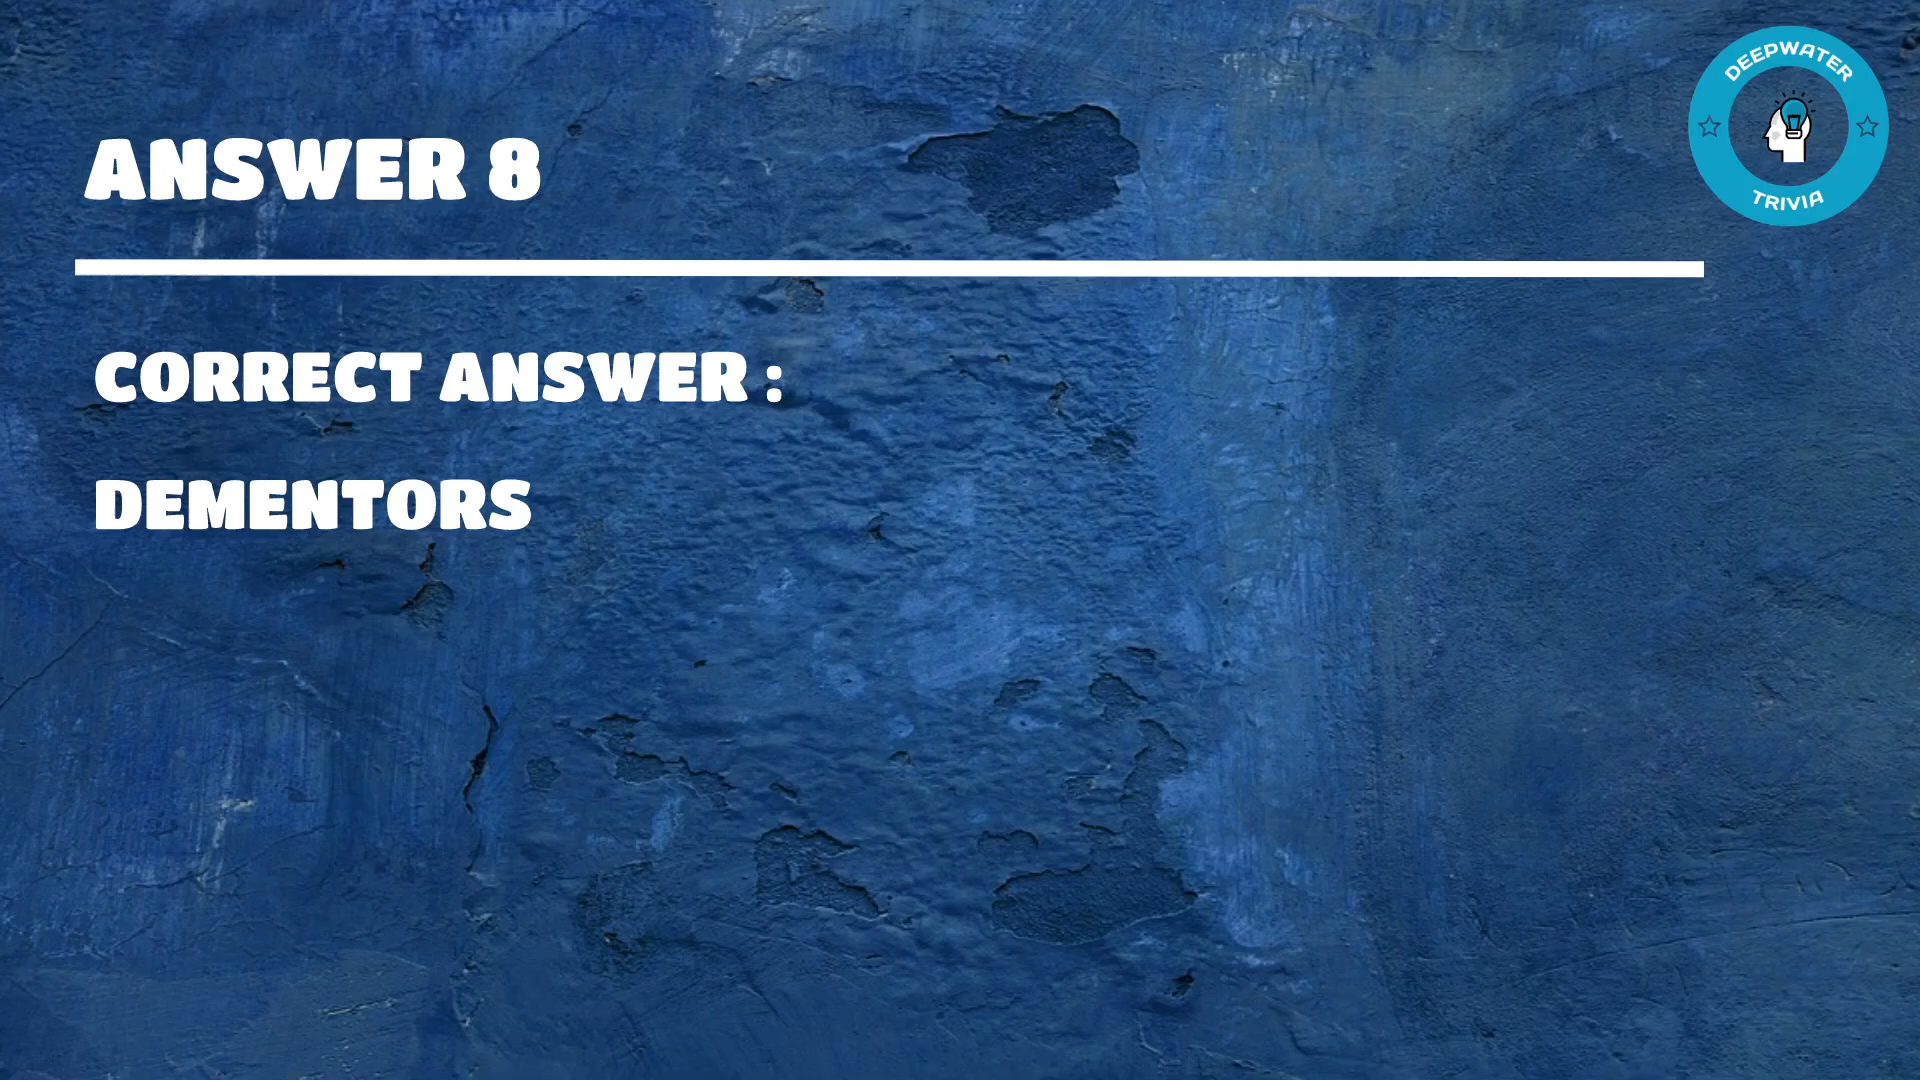 DEEPWATER
TRIVIA
ANSWER 8
CORRECT ANSWER :
DEMENTORS